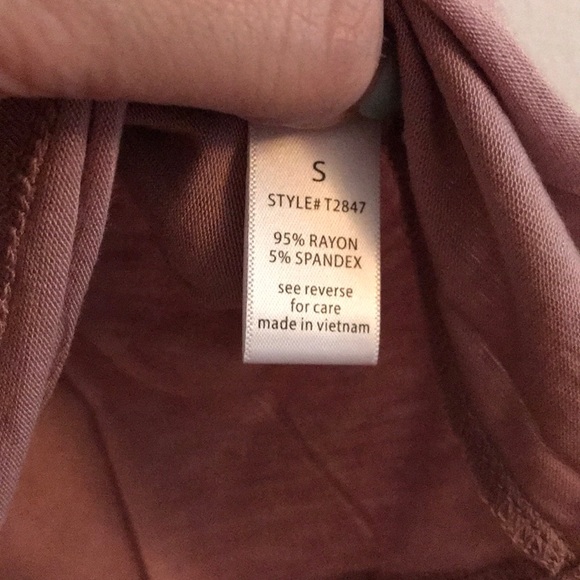 S
STYLE# T2847
95% RAYON
5% SPANDEX
see reverse
for care
made in vietnam